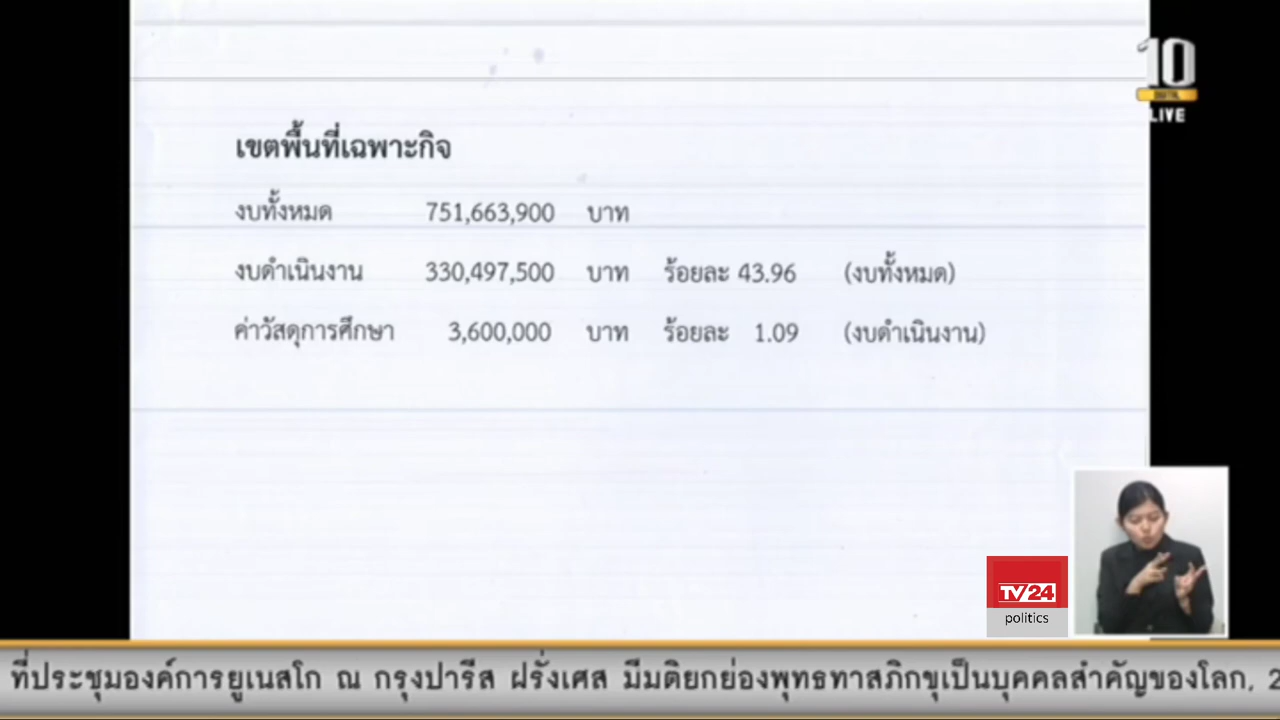 10
DIGITAL
LIVE
เขตพื้นที่เฉพาะกิจ
งบทั้งหมด 751,663,900 บาท
งบดำเนินงาน 330,497,500 บาท ร้อยละ 43.96 (งบทั้งหมด)
ค่าวัสดุการศึกษา 3,600,000 บาท ร้อยละ 1.09 (งบดำเนินงาน)
TV24
politics
ที่ประชุมองค์การยูเนสโก ณ กรุงปารีส ฝรั่งเศส มีมติยกย่องพุทธทาสภิกขุเป็นบุคคลสำคัญของโลก, 2